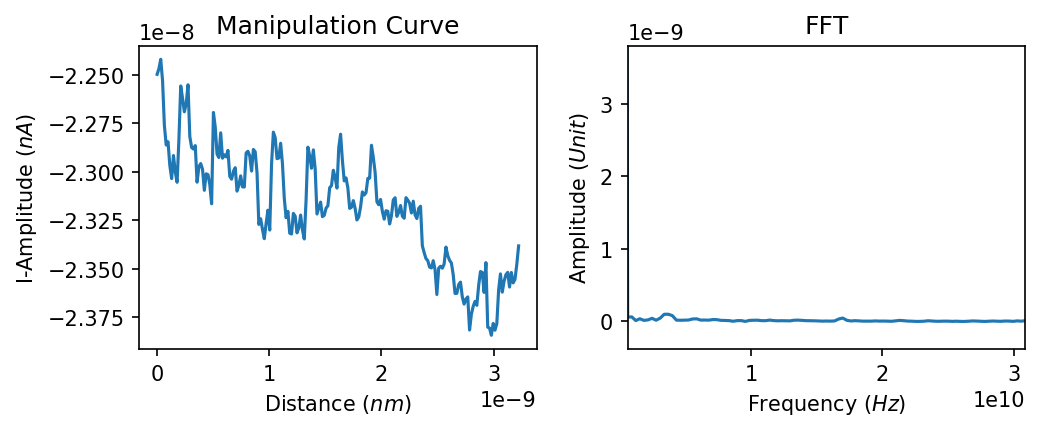 Manipulation Curve
1e−8
I-Amplitude (nA)
−2.250
−2.275
−2.300
−2.325
−2.350
−2.375
0 1 2 3
1e−9
Distance (nm)
FFT
1e−9
Amplitude (Unit)
3
2
1
0
1 2 3
1e10
Frequency (Hz)